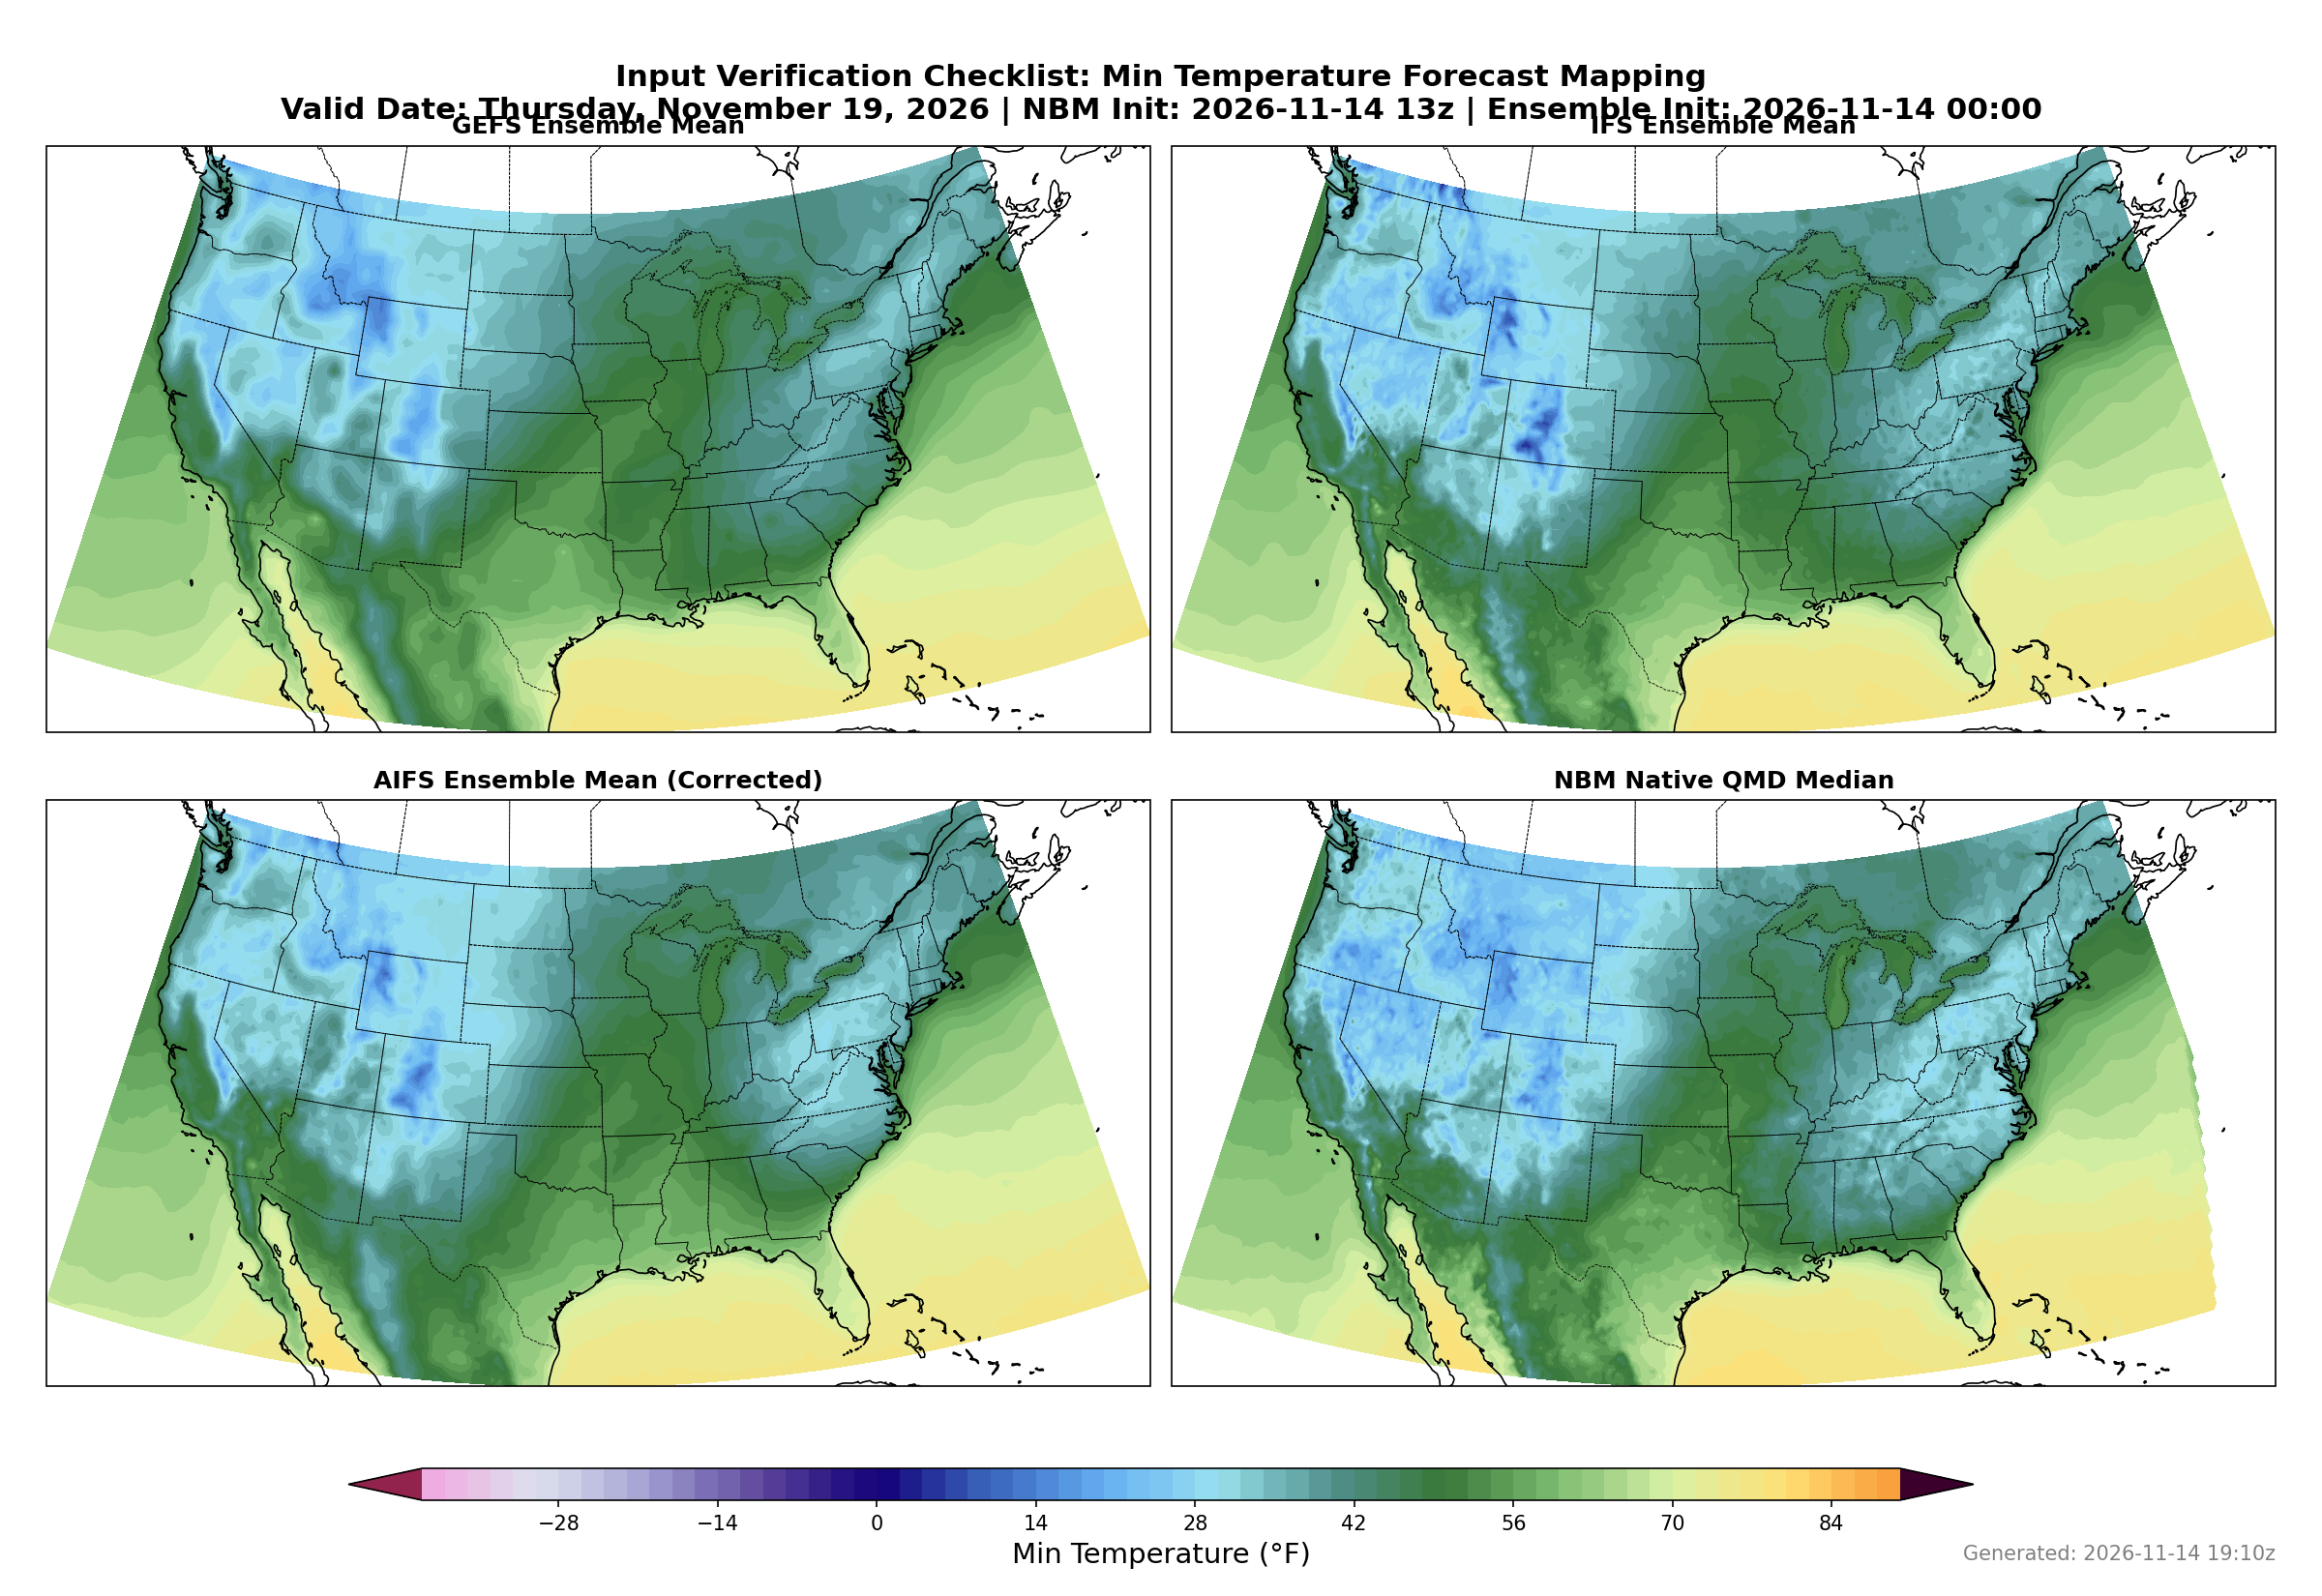 Input Verification Checklist: Min Temperature Forecast Mapping
Valid Date: Thursday, November 19, 2026 | NBM Init: 2026-11-14 13z | Ensemble Init: 2026-11-14 00:00
GEFS Ensemble Mean
IFS Ensemble Mean
AIFS Ensemble Mean (Corrected)
NBM Native QMD Median
−28 −14 0 14 28 42 56 70 84
Min Temperature (°F)
Generated: 2026-11-14 19:10z